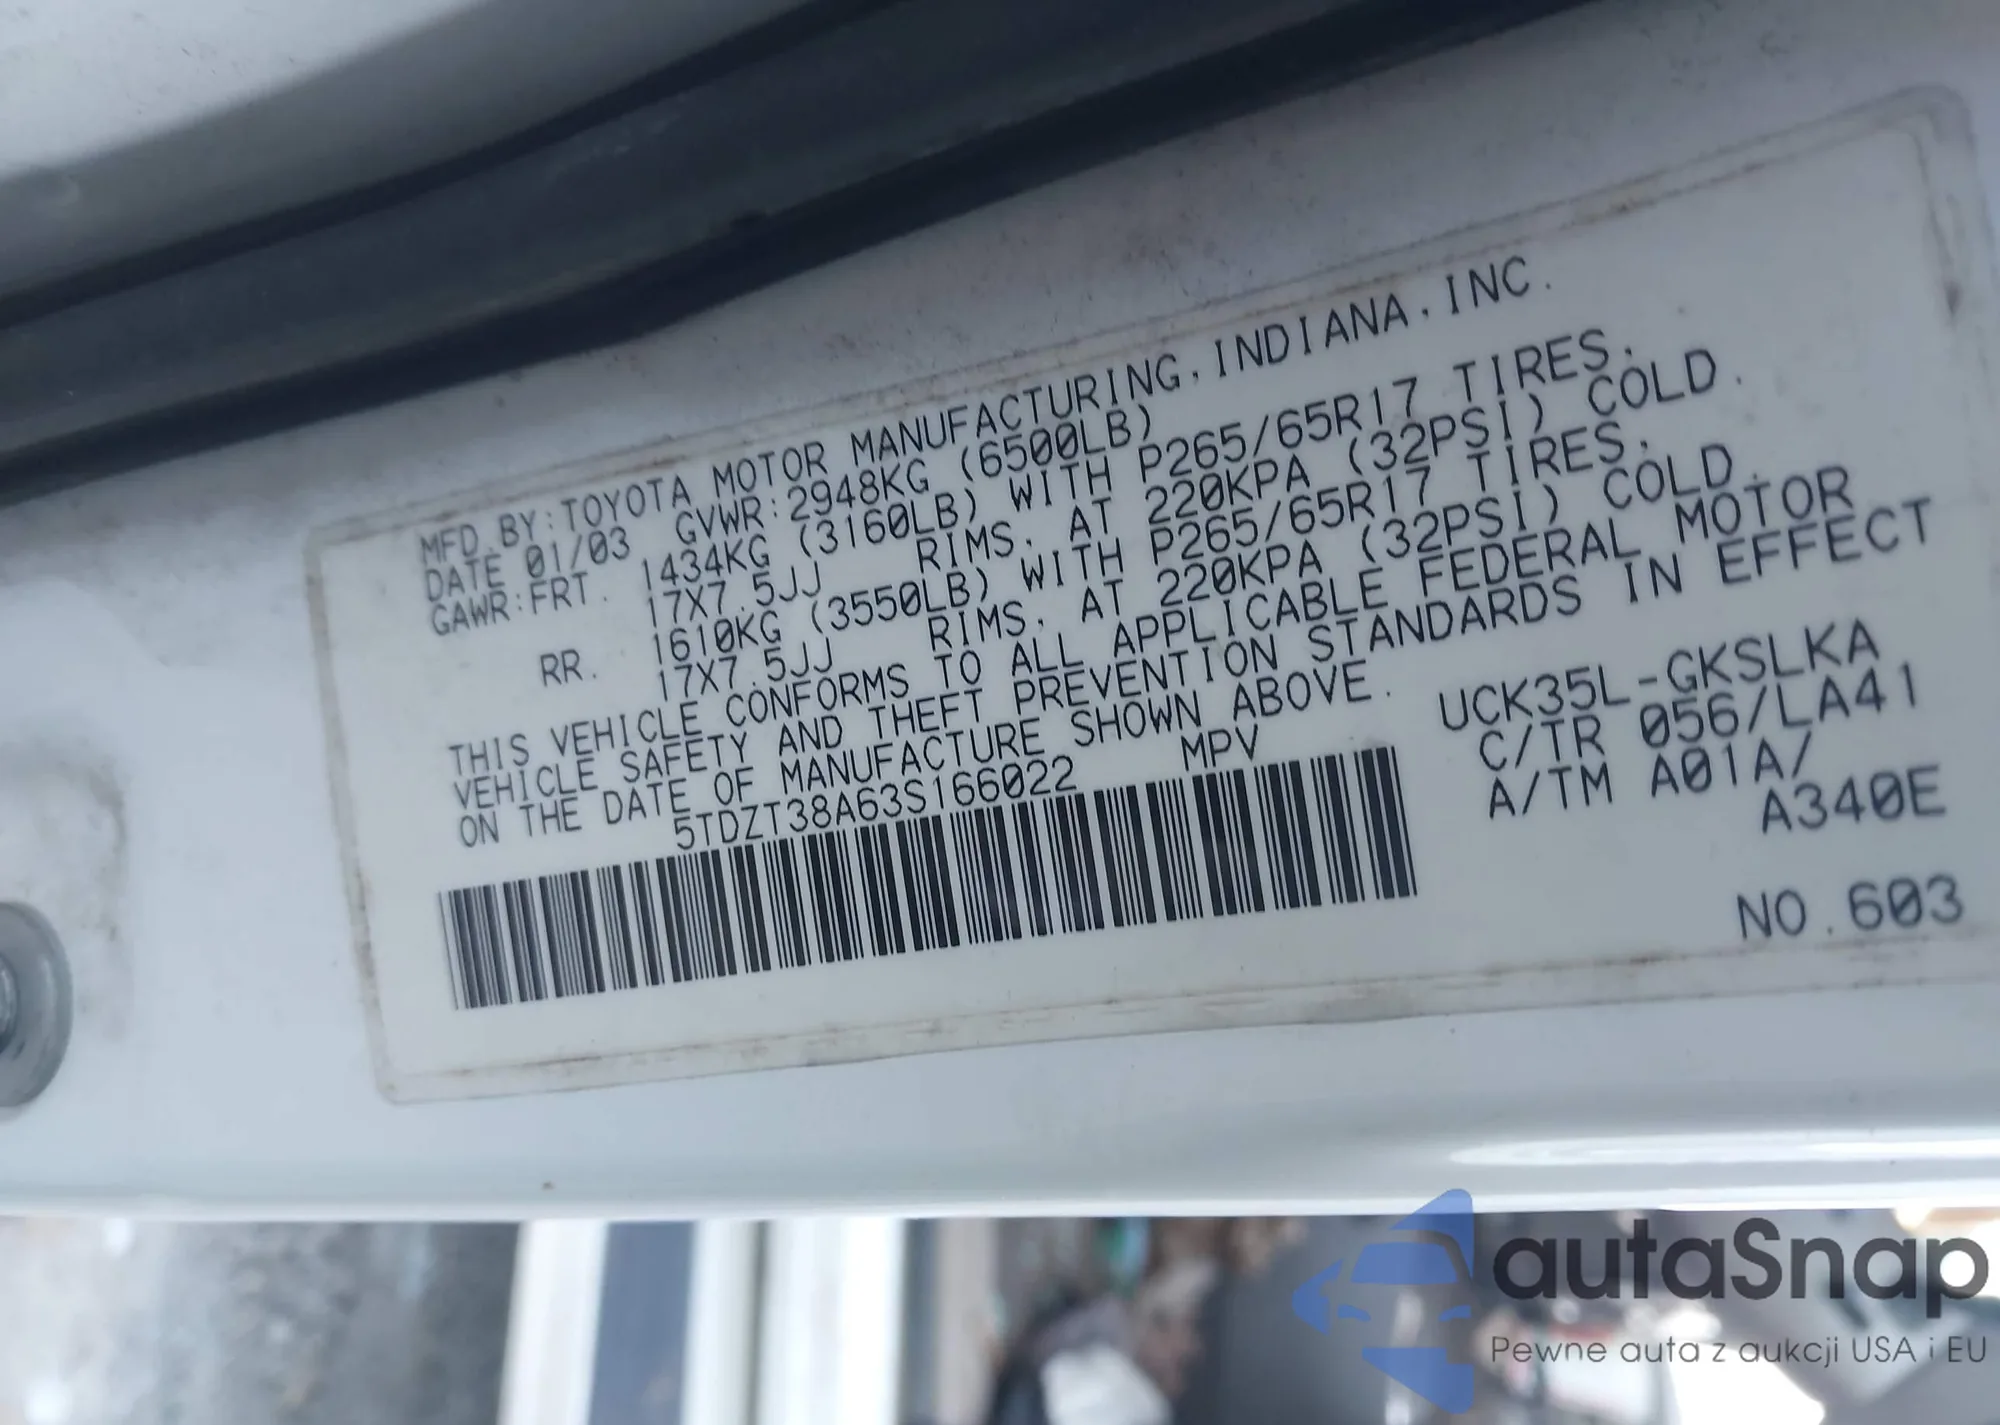 MFD. BY:TOYOTA MOTOR MANUFACTURING, INDIANA, INC.
DATE 01/03 GVWR:2948KG (6500LB)
GAWR:FRT. 1434KG (3160LB) WITH P265/65R17 TIRES.
17X7.5JJ RIMS, AT 220KPA (32PSI) COLD.
RR. 1610KG (3550LB) WITH P265/65R17 TIRES.
17X7.5JJ RIMS, AT 220KPA (32PSI) COLD.
THIS VEHICLE CONFORMS TO ALL APPLICABLE FEDERAL MOTOR
VEHICLE SAFETY AND THEFT PREVENTION STANDARDS IN EFFECT
ON THE DATE OF MANUFACTURE SHOWN ABOVE.
5TDZT38A63S166022 MPV
UCK35L-GKSLKA
C/TR 056/LA41
A/TM A01A/
A340E
NO.603
autaSnap
Pewne auta z aukcji USA i EU